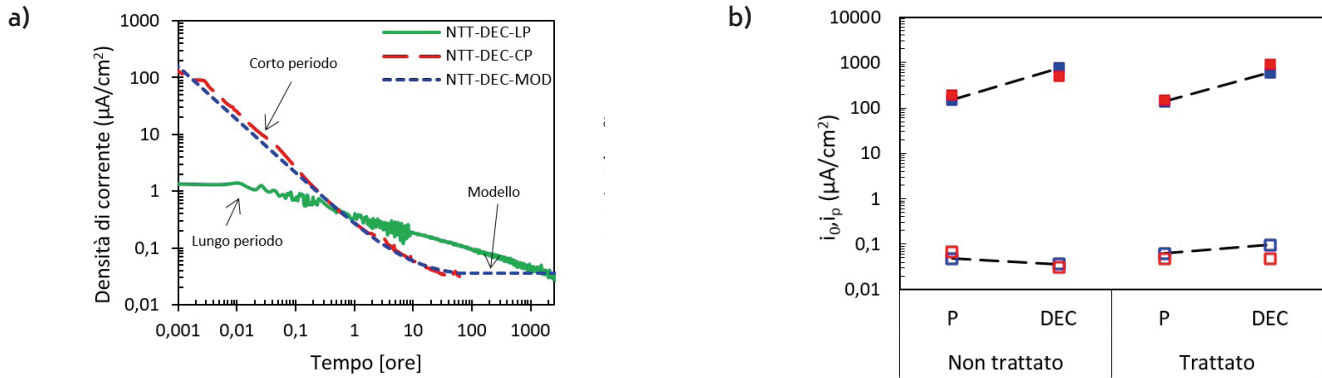 a)
Densità di corrente (µA/cm2)
1000
100
10
1
0,1
0,01
NTT-DEC-LP
NTT-DEC-CP
NTT-DEC-MOD
Corto periodo
Lungo periodo
Modello
0,001 0,01 0,1 1 10 100 1000
Tempo [ore]
b)
i0,ip (µA/cm2)
10000
1000
100
10
1
0,1
0,01
P DEC P DEC
Non trattato Trattato